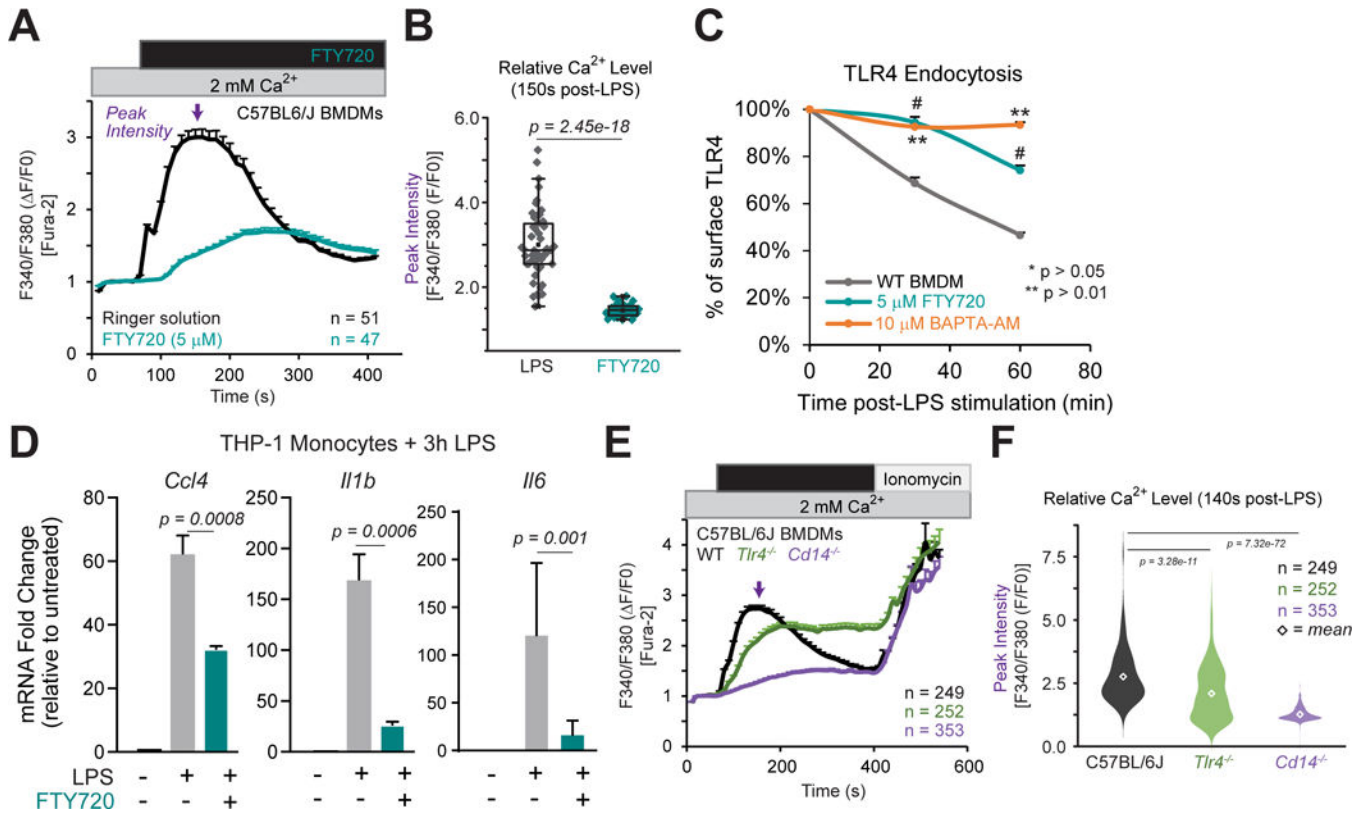 A
FTY720
2 mM Ca2+
Peak
Intensity
C57BL6/J BMDMs
F340/F380 (ΔF/F0)
[Fura-2]
3
2
1
1
Ringer solution
n = 51
FTY720 (5 μM)
n = 47
0 100 200 300 400
Time (s)
B
Relative Ca2+ Level
(150s post-LPS)
p = 2.45e-18
Peak Intensity
[F340/F380 (F/F0)]
6.0
4.0
2.0
LPS
FTY720
C
TLR4 Endocytosis
% of surface TLR4
100%
80%
60%
40%
20%
0%
#
**
**
#
WT BMDM
5 μM FTY720
10 μM BAPTA-AM
* p > 0.05
** p > 0.01
0 20 40 60 80
Time post-LPS stimulation (min)
D
THP-1 Monocytes + 3h LPS
mRNA Fold Change
(relative to untreated)
Ccl4
80
60
40
20
0
p = 0.0008
Il1b
250
200
150
100
50
0
p = 0.0006
Il6
250
200
150
100
50
0
p = 0.001
LPS - + + - + + - + +
FTY720 - - + - - + - - +
E
Ionomycin
2 mM Ca2+
C57BL/6J BMDMs
WT Tlr4-/- Cd14-/-
F340/F380 (ΔF/F0)
[Fura-2]
4
3
2
1
0
n = 249
n = 252
n = 353
0 200 400 600
Time (s)
F
Relative Ca2+ Level (140s post-LPS)
p = 7.32e-72
p = 3.28e-11
n = 249
n = 252
n = 353
◇ = mean
Peak Intensity
[F340/F380 (F/F0)]
7.5
5.0
2.5
0.0
C57BL/6J
Tlr4-/-
Cd14-/-